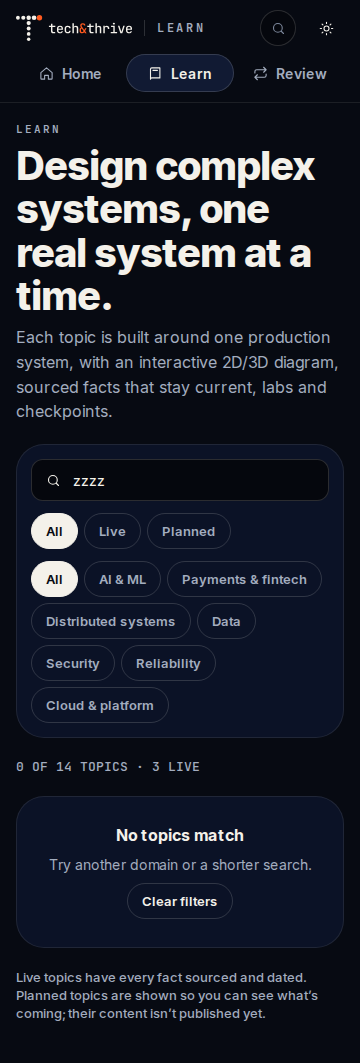 tech&thrive
LEARN
Home
Learn
Review
LEARN
Design complex
systems, one
real system at a
time.
Each topic is built around one production
system, with an interactive 2D/3D diagram,
sourced facts that stay current, labs and
checkpoints.
zzzz
All
Live
Planned
All
AI & ML
Payments & fintech
Distributed systems
Data
Security
Reliability
Cloud & platform
0 OF 14 TOPICS · 3 LIVE
No topics match
Try another domain or a shorter search.
Clear filters
Live topics have every fact sourced and dated.
Planned topics are shown so you can see what’s
coming; their content isn’t published yet.